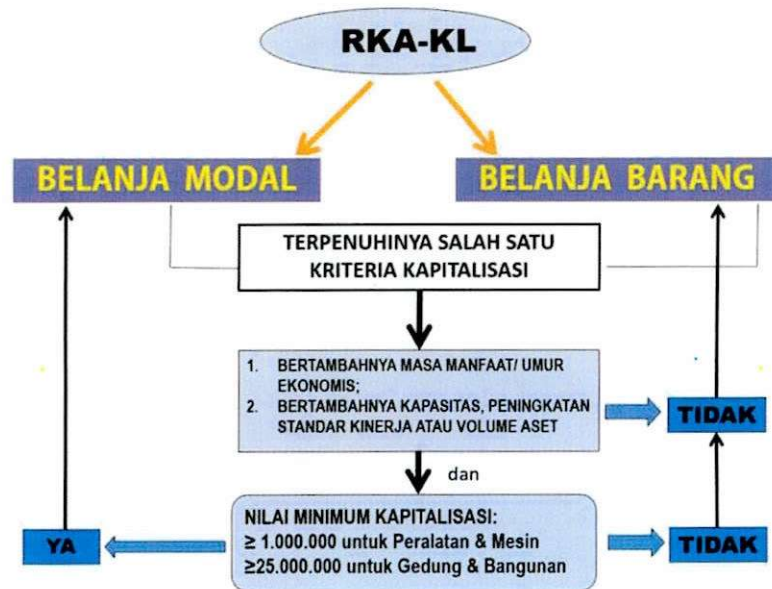 RKA-KL
BELANJA MODAL
BELANJA BARANG
TERPENUHINYA SALAH SATU
KRITERIA KAPITALISASI
1. BERTAMBAHNYA MASA MANFAAT/ UMUR
EKONOMIS;
2. BERTAMBAHNYA KAPASITAS, PENINGKATAN
STANDAR KINERJA ATAU VOLUME ASET
TIDAK
dan
YA
NILAI MINIMUM KAPITALISASI:
≥ 1.000.000 untuk Peralatan & Mesin
≥25.000.000 untuk Gedung & Bangunan
TIDAK